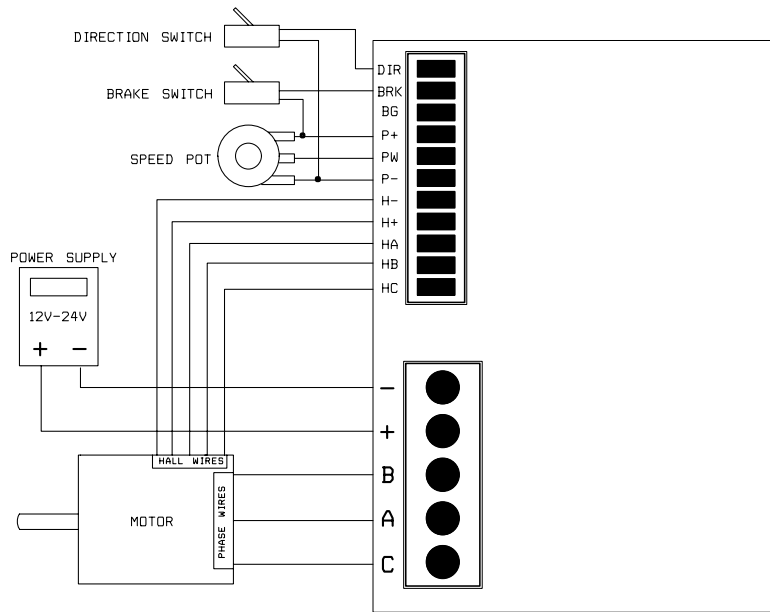 DIRECTION SWITCH
BRAKE SWITCH
SPEED POT
DIR
BRK
BG
P+
PW
P-
H-
H+
HA
HB
HC
POWER SUPPLY
12V-24V
+ -
-
+
B
A
C
HALL WIRES
PHASE WIRES
MOTOR